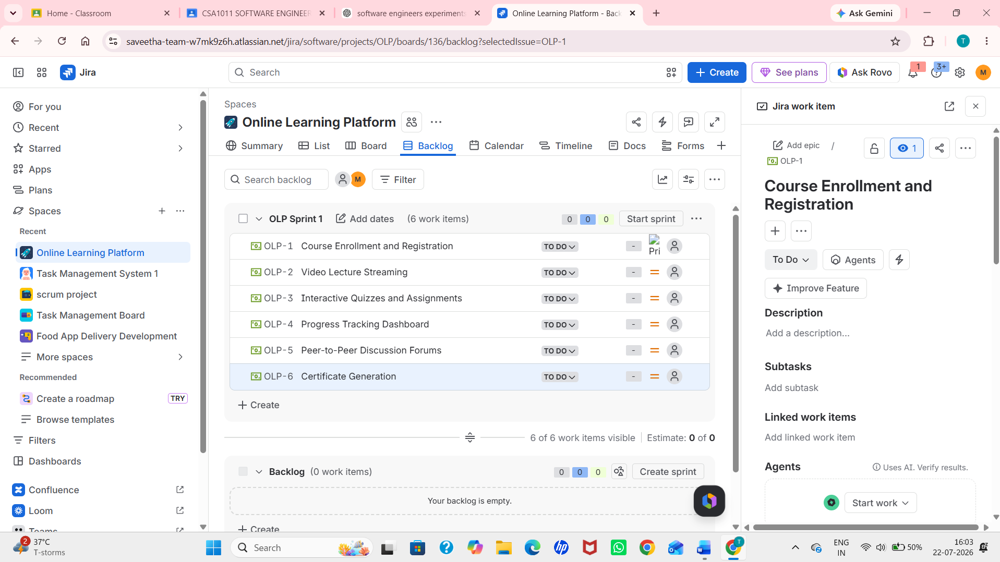 Home - Classroom
CSA1011 SOFTWARE ENGINEER
software engineers experiments
Online Learning Platform - Back
Ask Gemini
saveetha-team-w7mk9z6h.atlassian.net/jira/software/projects/OLP/boards/136/backlog?selectedIssue=OLP-1
T
Jira
Search
Create
See plans
Ask Rovo
1
3+
M
For you
Recent
Starred
Apps
Plans
Spaces
Recent
Online Learning Platform
Task Management System 1
scrum project
Task Management Board
Food App Delivery Development
More spaces
Recommended
Create a roadmap
TRY
Browse templates
Filters
Dashboards
Confluence
Loom
Teams
Spaces
Online Learning Platform
Summary
List
Board
Backlog
Calendar
Timeline
Docs
Forms
Search backlog
M
Filter
OLP Sprint 1
Add dates
(6 work items)
0 0 0
Start sprint
OLP-1 Course Enrollment and Registration TO DO - Pri
OLP-2 Video Lecture Streaming TO DO -
OLP-3 Interactive Quizzes and Assignments TO DO -
OLP-4 Progress Tracking Dashboard TO DO -
OLP-5 Peer-to-Peer Discussion Forums TO DO -
OLP-6 Certificate Generation TO DO -
Create
6 of 6 work items visible
Estimate: 0 of 0
Backlog (0 work items)
0 0 0
Create sprint
Your backlog is empty.
Create
Jira work item
Add epic /
OLP-1
1
Course Enrollment and
Registration
To Do
Agents
Improve Feature
Description
Add a description...
Subtasks
Add subtask
Linked work items
Add linked work item
Agents
Uses AI. Verify results.
Start work
2
37°C
T-storms
Search
T
ENG
IN
50%
16:03
22-07-2026